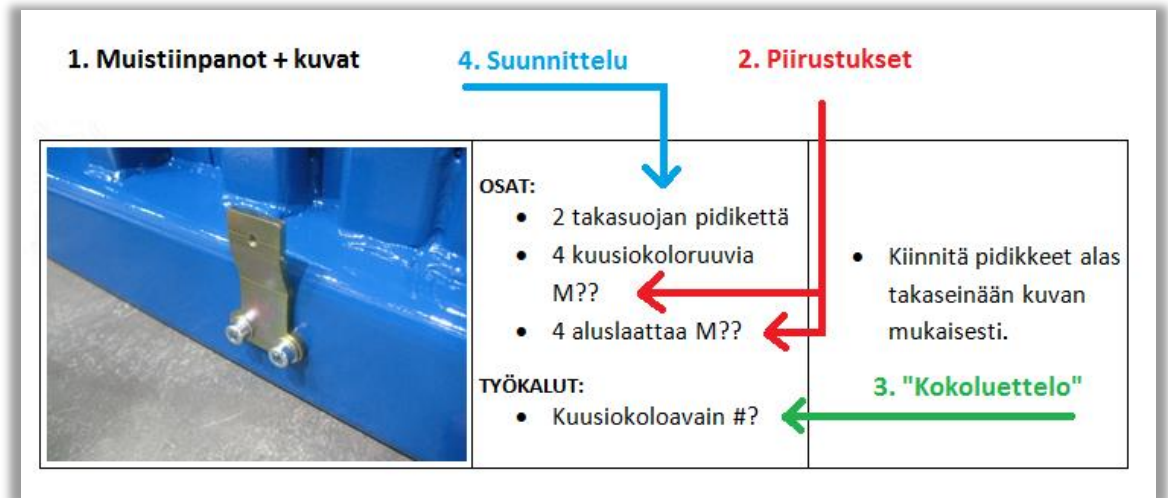 1. Muistiinpanot + kuvat
4. Suunnittelu
2. Piirustukset
OSAT:
• 2 takasuojan pidikettä
• 4 kuusiokoloruuvia
M??
• 4 aluslaattaa M??
TYÖKALUT:
• Kuusiokoloavain #?
• Kiinnitä pidikkeet alas
takaseinään kuvan
mukaisesti.
3. "Kokoluettelo"